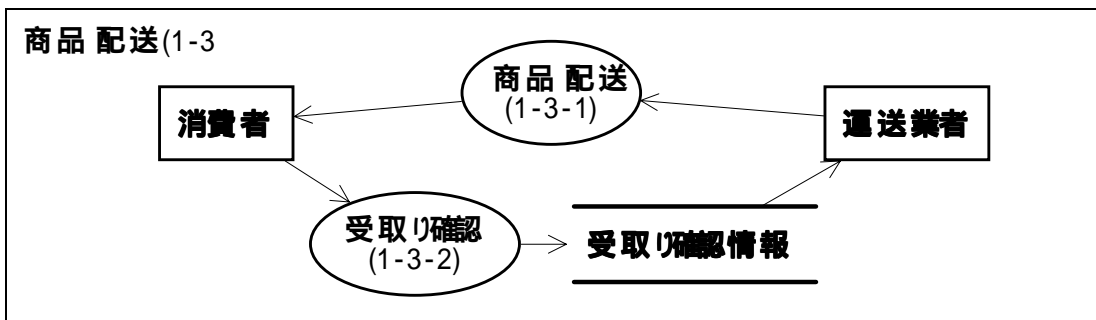 商品配送(1-3
商品配送
(1-3-1)
消費者
運送業者
受取り確認
(1-3-2)
受取り確認情報